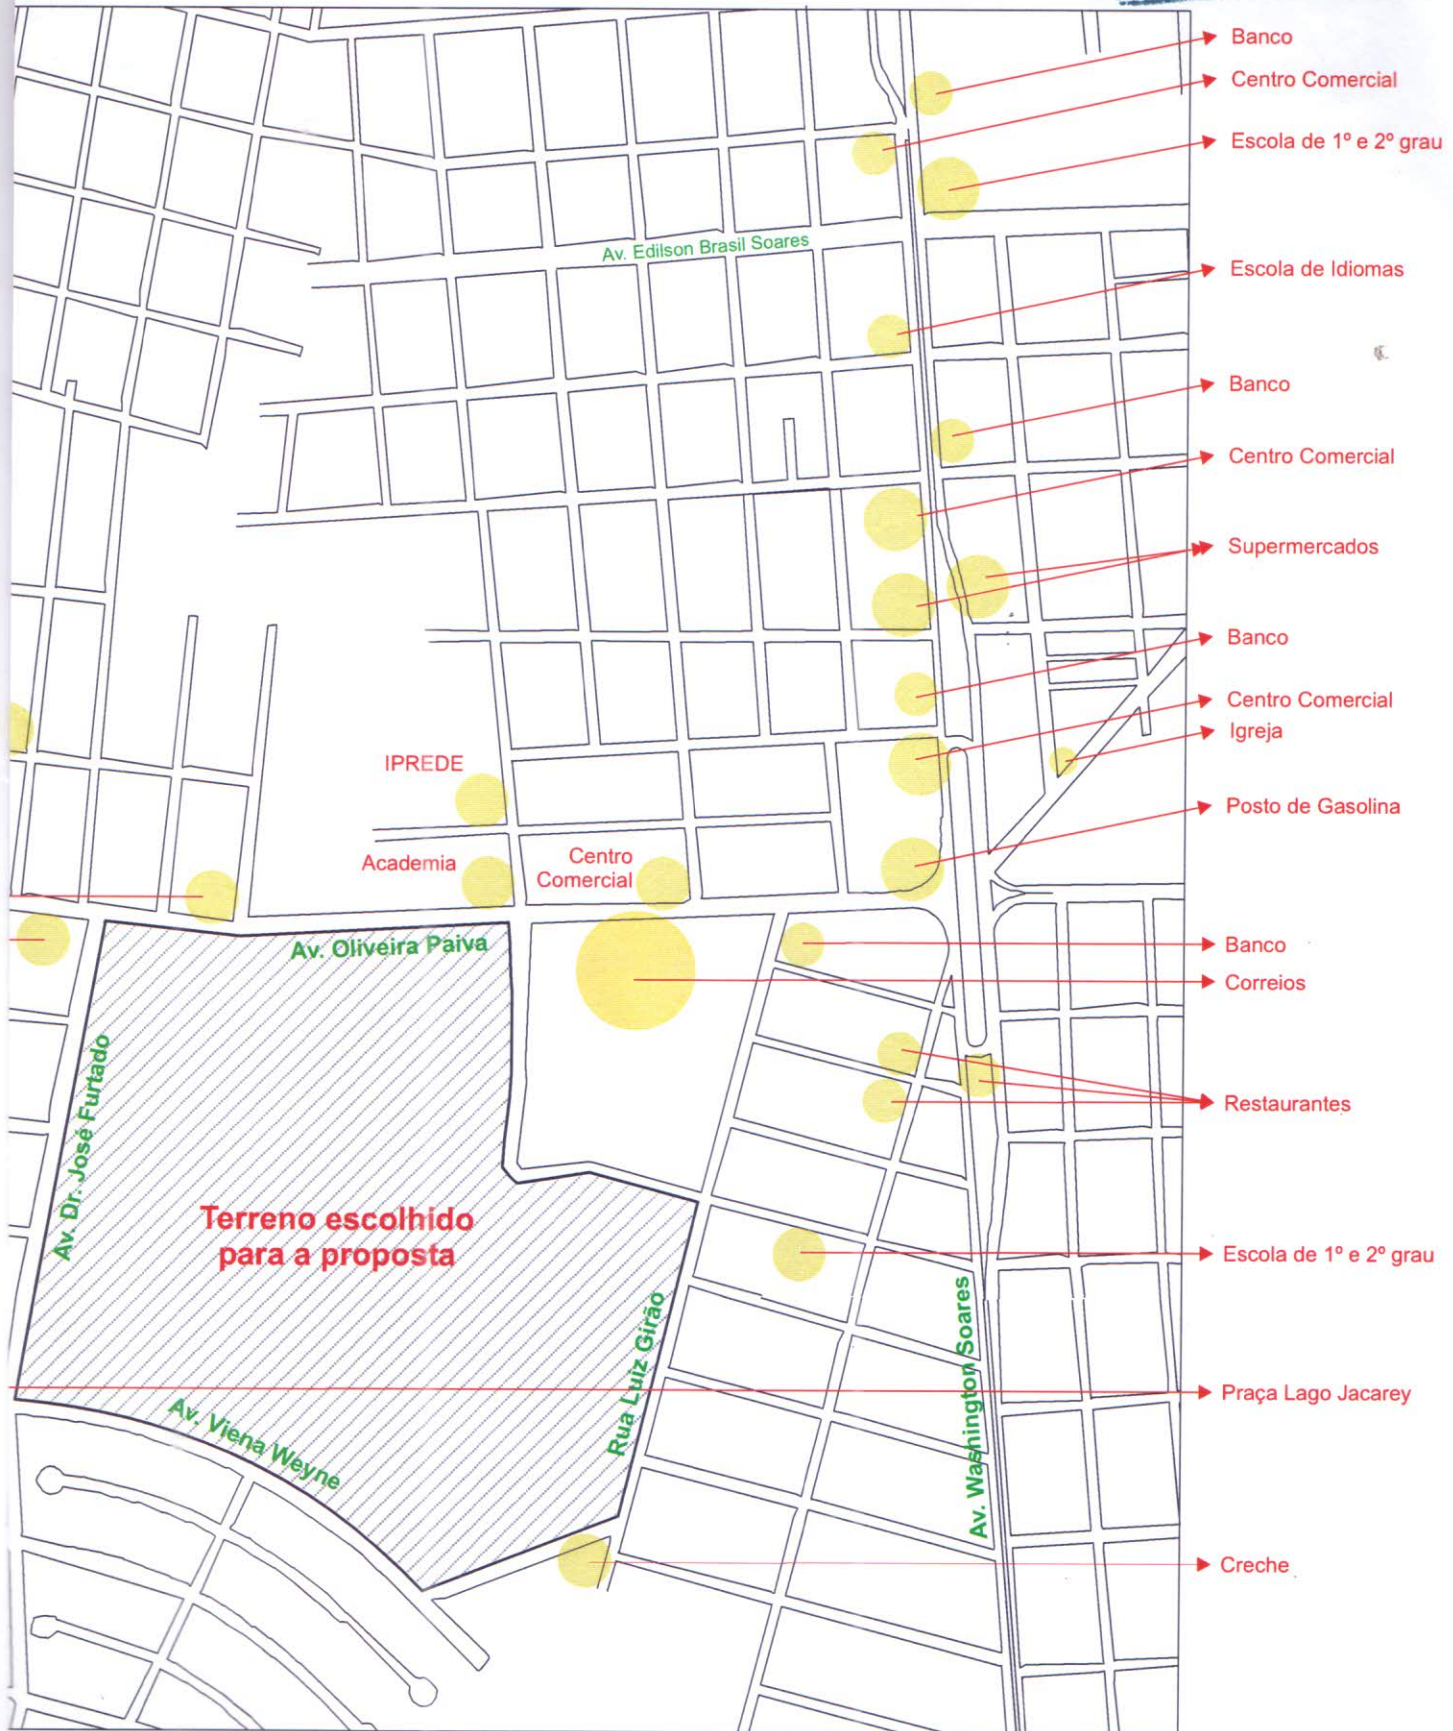 Banco
Centro Comercial
Escola de 1º e 2º grau
Av. Edilson Brasil Soares
Escola de Idiomas
Banco
Centro Comercial
Supermercados
Banco
Centro Comercial
Igreja
IPREDE
Posto de Gasolina
Academia
Centro
Comercial
Av. Oliveira Paiva
Banco
Correios
Av. Dr. José Furtado
Restaurantes
Terreno escolhido
para a proposta
Escola de 1º e 2º grau
Rua Luiz Girão
Av. Washington Soares
Praça Lago Jacarey
Av. Viena Weyne
Creche